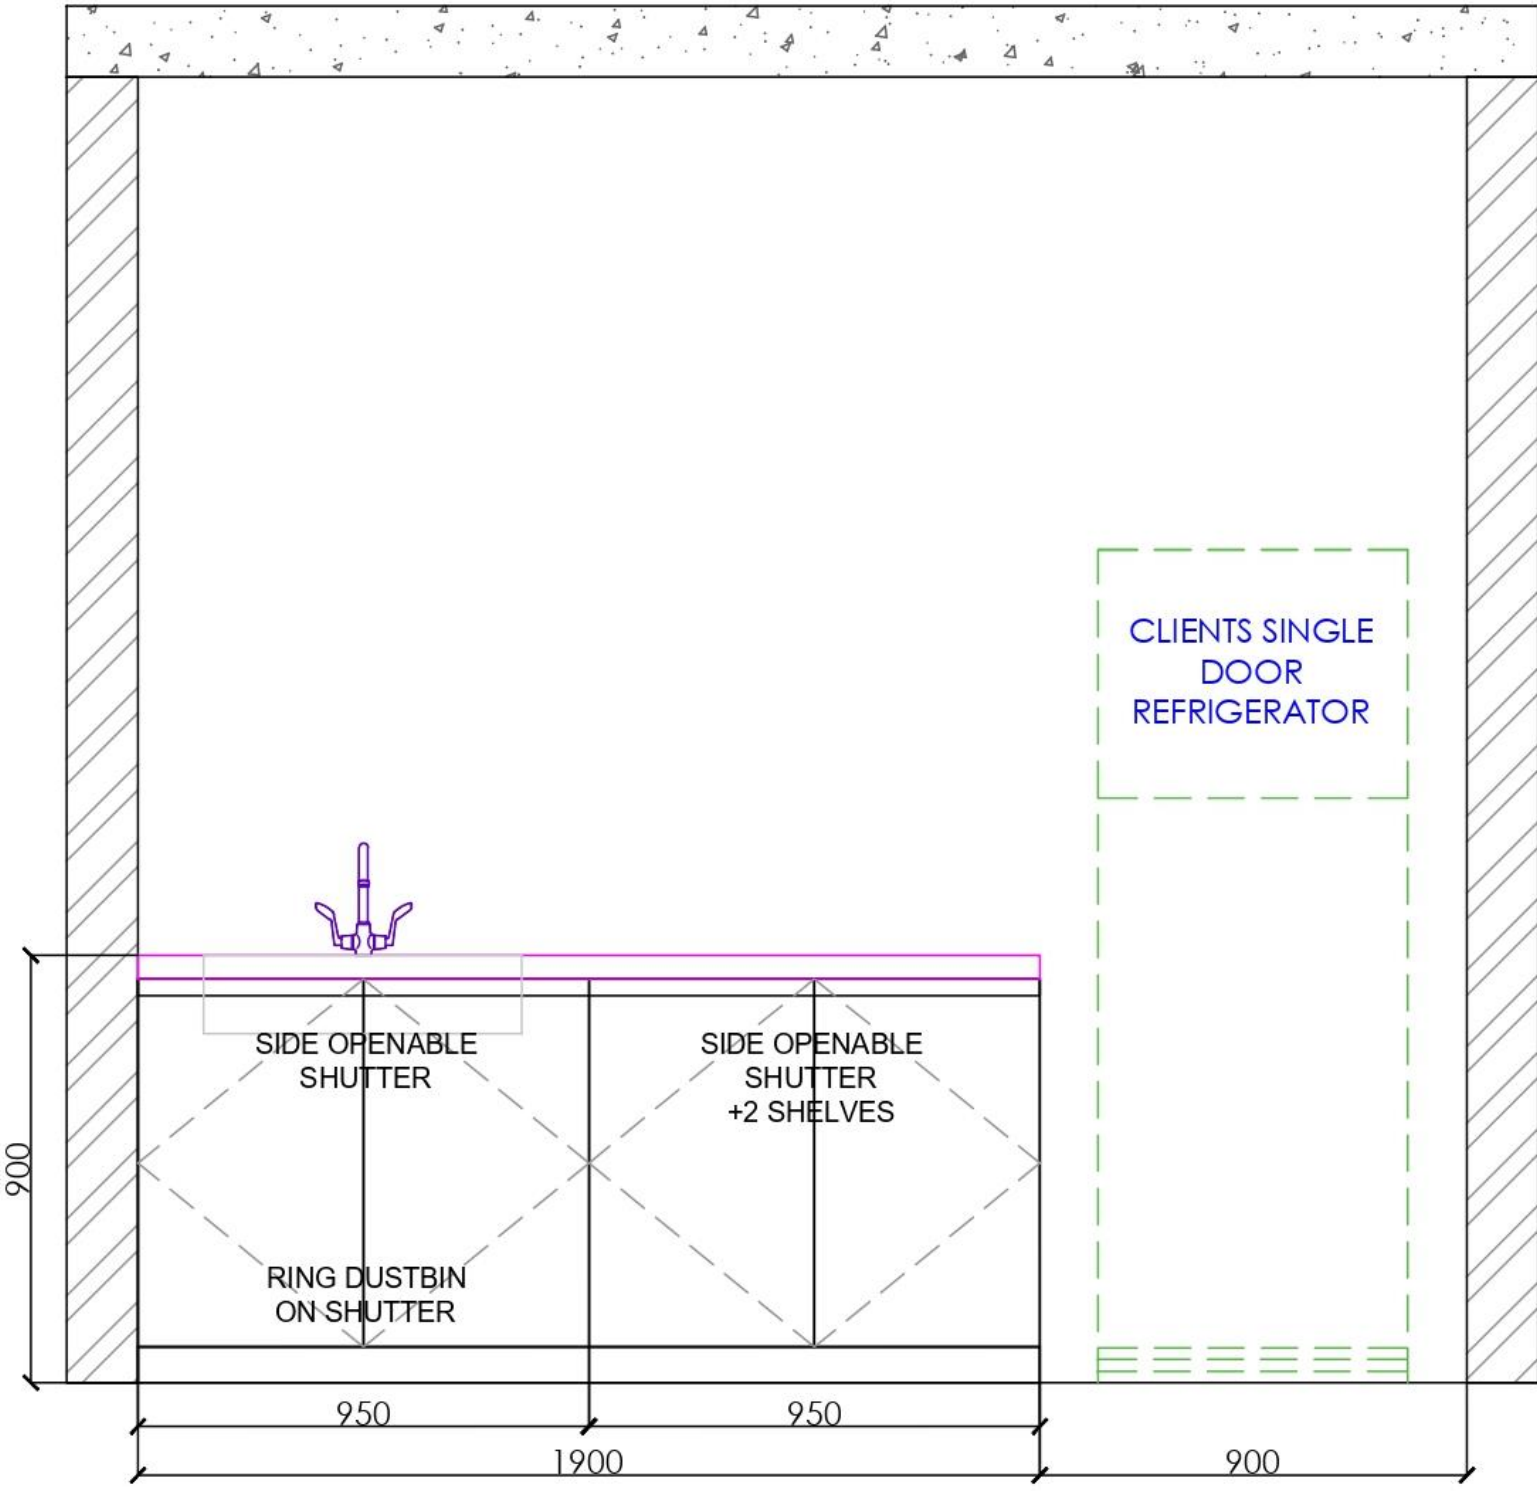 CLIENTS SINGLE
DOOR
REFRIGERATOR
SIDE OPENABLE
SHUTTER
SIDE OPENABLE
SHUTTER
+2 SHELVES
900
RING DUSTBIN
ON SHUTTER
950
950
1900
900